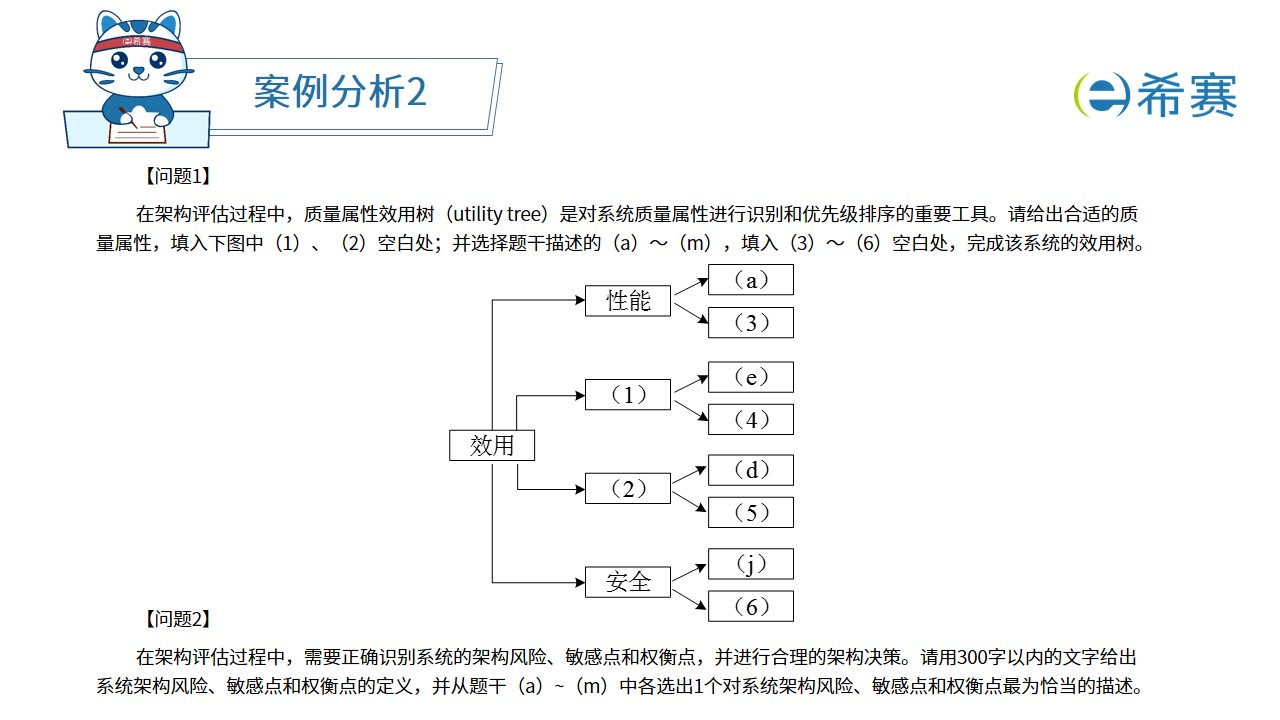 希赛
案例分析2
希赛
【问题1】
在架构评估过程中，质量属性效用树（utility tree）是对系统质量属性进行识别和优先级排序的重要工具。请给出合适的质
量属性，填入下图中（1）、（2）空白处；并选择题干描述的（a）～（m），填入（3）～（6）空白处，完成该系统的效用树。
（a）
性能
（3）
（e）
（1）
（4）
效用
（d）
（2）
（5）
（j）
安全
（6）
【问题2】
在架构评估过程中，需要正确识别系统的架构风险、敏感点和权衡点，并进行合理的架构决策。请用300字以内的文字给出
系统架构风险、敏感点和权衡点的定义，并从题干（a）~（m）中各选出1个对系统架构风险、敏感点和权衡点最为恰当的描述。